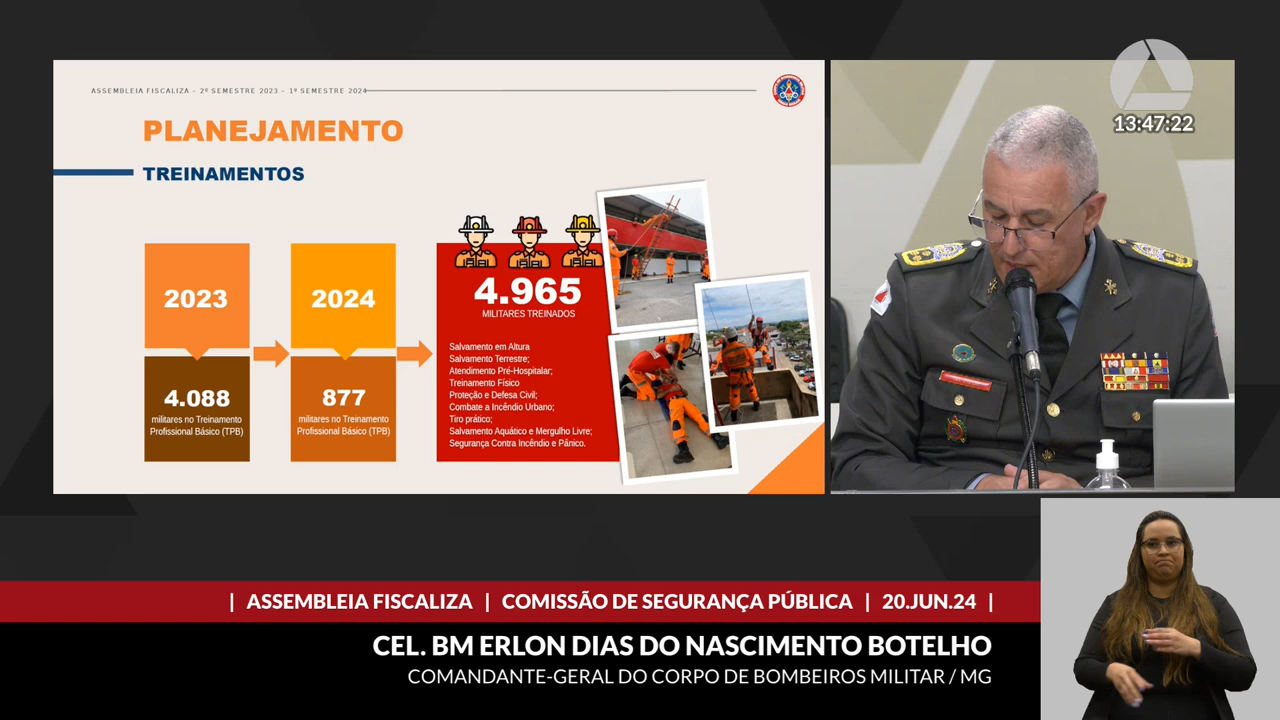 ASSEMBLEIA FISCALIZA – 2º SEMESTRE 2023 – 1º SEMESTRE 2024
PLANEJAMENTO
TREINAMENTOS
2023
4.088
militares no Treinamento
Profissional Básico (TPB)
2024
877
militares no Treinamento
Profissional Básico (TPB)
4.965
MILITARES TREINADOS
Salvamento em Altura
Salvamento Terrestre;
Atendimento Pré-Hospitalar;
Treinamento Físico
Proteção e Defesa Civil;
Combate a Incêndio Urbano;
Tiro prático;
Salvamento Aquático e Mergulho Livre;
Segurança Contra Incêndio e Pânico.
13:47:22
| ASSEMBLEIA FISCALIZA | COMISSÃO DE SEGURANÇA PÚBLICA | 20.JUN.24 |
CEL. BM ERLON DIAS DO NASCIMENTO BOTELHO
COMANDANTE-GERAL DO CORPO DE BOMBEIROS MILITAR / MG